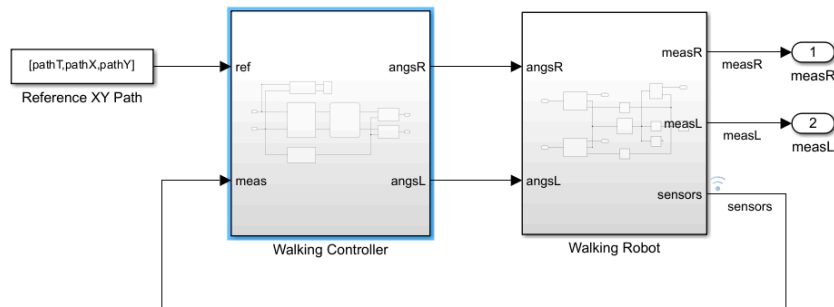 [pathT,pathX,pathY]
Reference XY Path
ref
meas
angsR
angsL
Walking Controller
angsR
angsL
measR
measL
sensors
Walking Robot
measR
measL
sensors
1
measR
2
measL